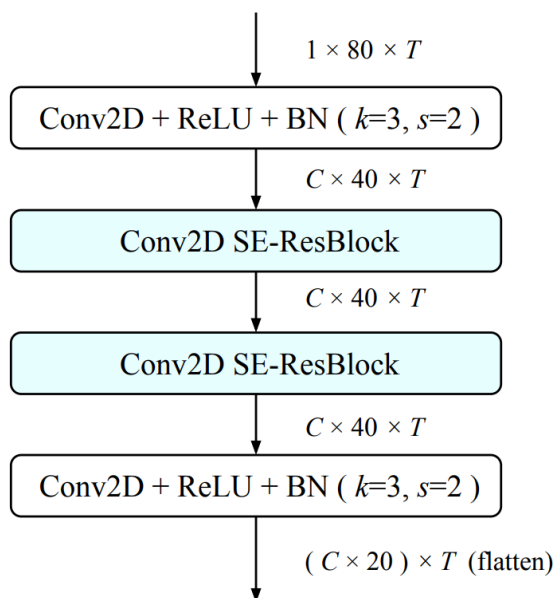 1 × 80 × T
Conv2D + ReLU + BN ( k=3, s=2 )
C × 40 × T
Conv2D SE-ResBlock
C × 40 × T
Conv2D SE-ResBlock
C × 40 × T
Conv2D + ReLU + BN ( k=3, s=2 )
( C × 20 ) × T (flatten)